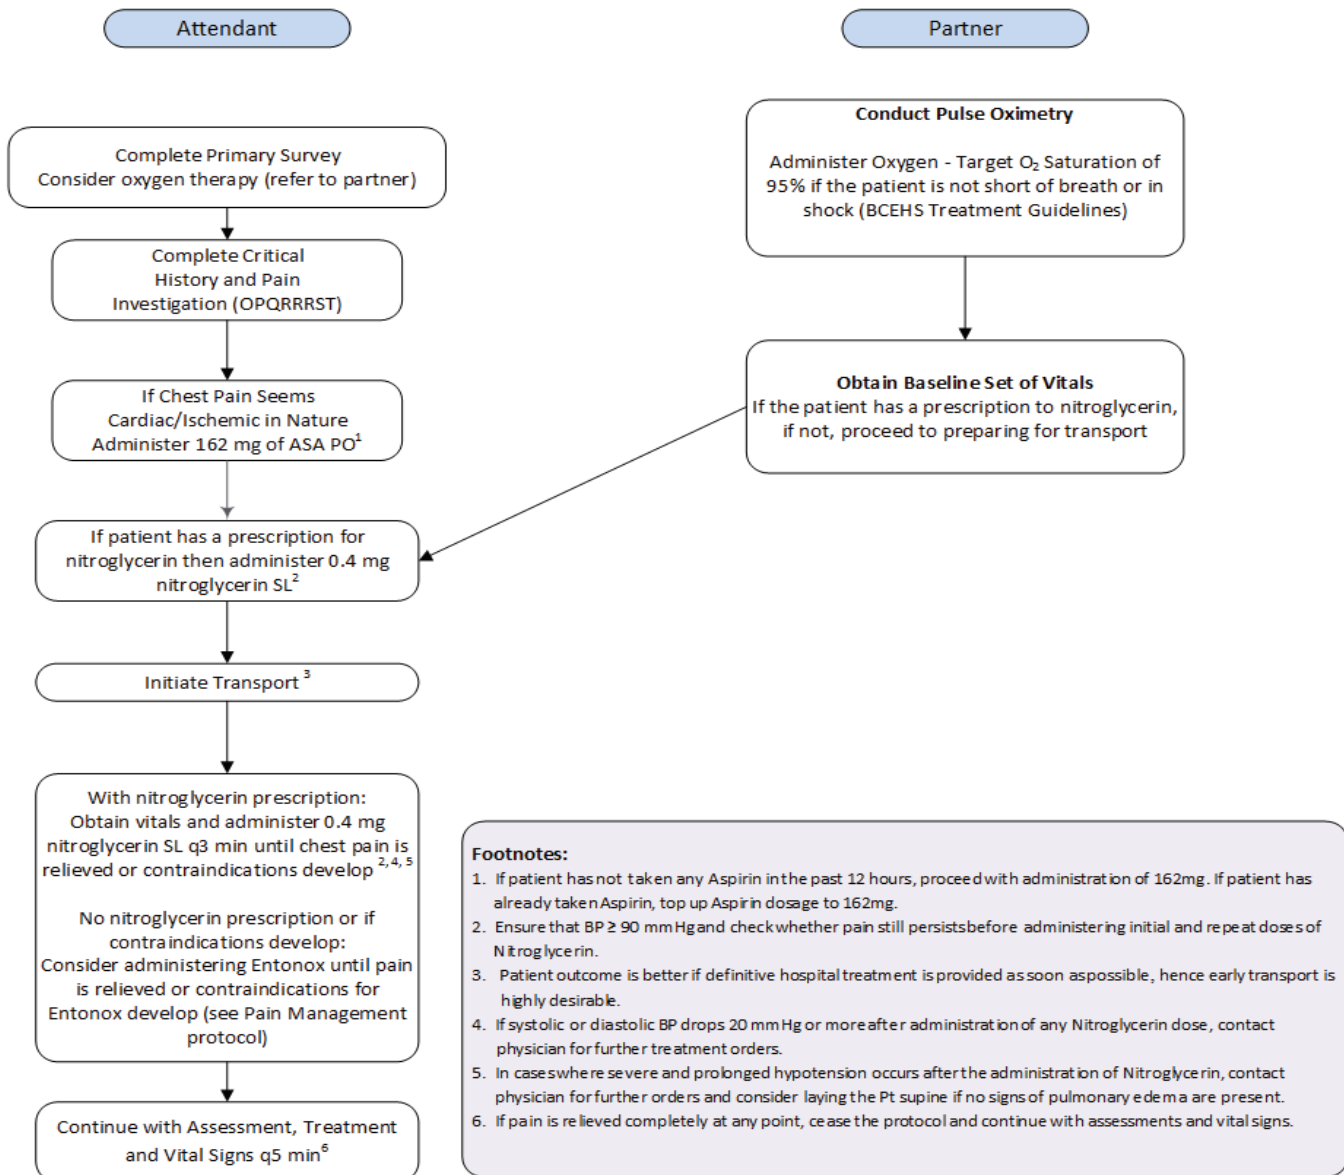 Attendant
Partner
Complete Primary Survey
Consider oxygen therapy (refer to partner)
Complete Critical
History and Pain
Investigation (OPQRRRST)
If Chest Pain Seems
Cardiac/Ischemic in Nature
Administer 162 mg of ASA PO¹
If patient has a prescription for
nitroglycerin then administer 0.4 mg
nitroglycerin SL²
Initiate Transport ³
With nitroglycerin prescription:
Obtain vitals and administer 0.4 mg
nitroglycerin SL q3 min until chest pain is
relieved or contraindications develop ²,⁴,⁵
No nitroglycerin prescription or if
contraindications develop:
Consider administering Entonox until pain
is relieved or contraindications for
Entonox develop (see Pain Management
protocol)
Continue with Assessment, Treatment
and Vital Signs q5 min⁶
Conduct Pulse Oximetry
Administer Oxygen - Target O₂ Saturation of
95% if the patient is not short of breath or in
shock (BCEHS Treatment Guidelines)
Obtain Baseline Set of Vitals
If the patient has a prescription to nitroglycerin,
if not, proceed to preparing for transport
Footnotes:
1. If patient has not taken any Aspirin in the past 12 hours, proceed with administration of 162mg. If patient has
already taken Aspirin, top up Aspirin dosage to 162mg.
2. Ensure that BP ≥ 90 mmHg and check whether pain still persists before administering initial and repeat doses of
Nitroglycerin.
3. Patient outcome is better if definitive hospital treatment is provided as soon as possible, hence early transport is
highly desirable.
4. If systolic or diastolic BP drops 20 mmHg or more after administration of any Nitroglycerin dose, contact
physician for further treatment orders.
5. In cases where severe and prolonged hypotension occurs after the administration of Nitroglycerin, contact
physician for further orders and consider laying the Pt supine if no signs of pulmonary edema are present.
6. If pain is relieved completely at any point, cease the protocol and continue with assessments and vital signs.